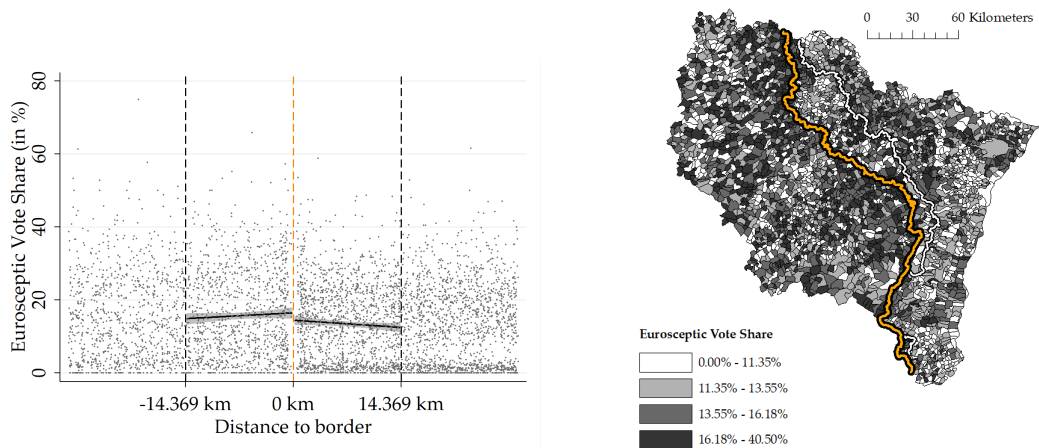 Eurosceptic Vote Share (in %)
80
60
40
20
0
-14.369 km 0 km 14.369 km
Distance to border
0 30 60 Kilometers
Eurosceptic Vote Share
0.00% - 11.35%
11.35% - 13.55%
13.55% - 16.18%
16.18% - 40.50%